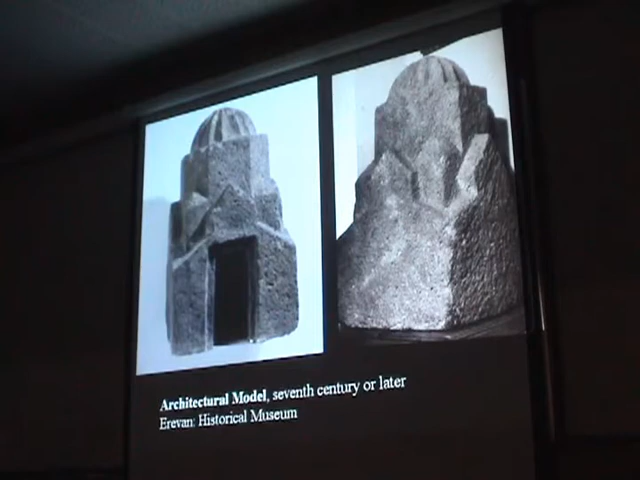 Architectural Model, seventh century or later
Erevan: Historical Museum